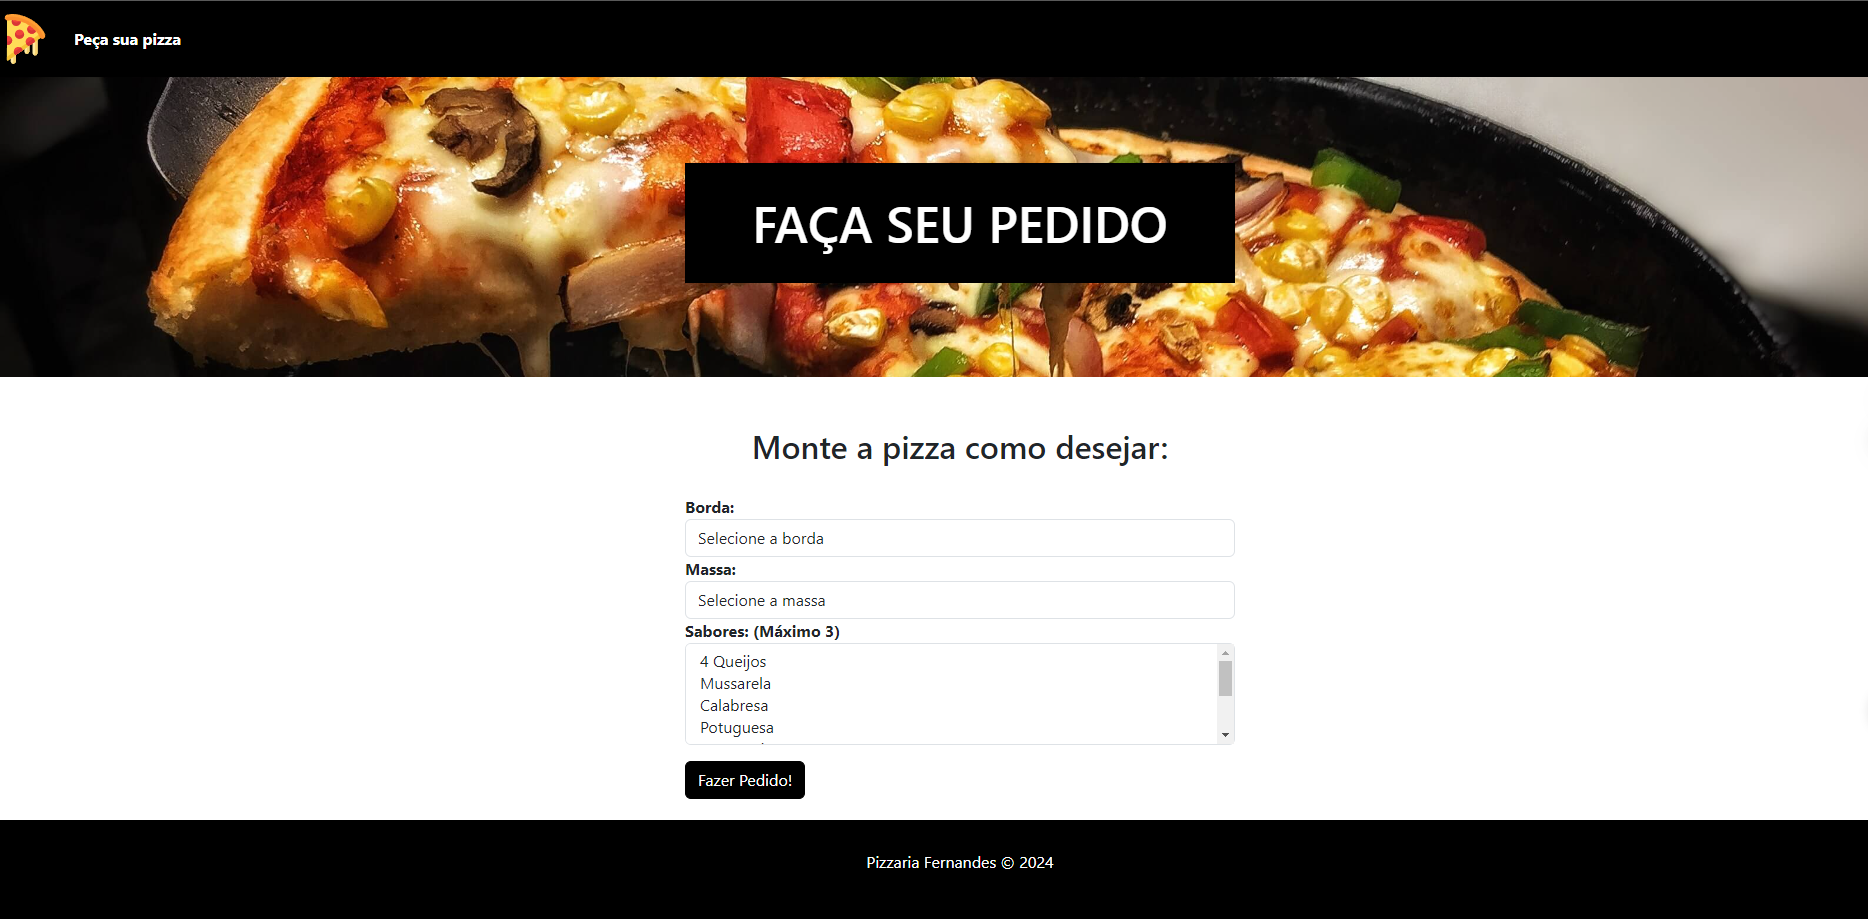 Peça sua pizza
FAÇA SEU PEDIDO
Monte a pizza como desejar:
Borda:
Selecione a borda
Massa:
Selecione a massa
Sabores: (Máximo 3)
4 Queijos
Mussarela
Calabresa
Potuguesa
Fazer Pedido!
Pizzaria Fernandes © 2024